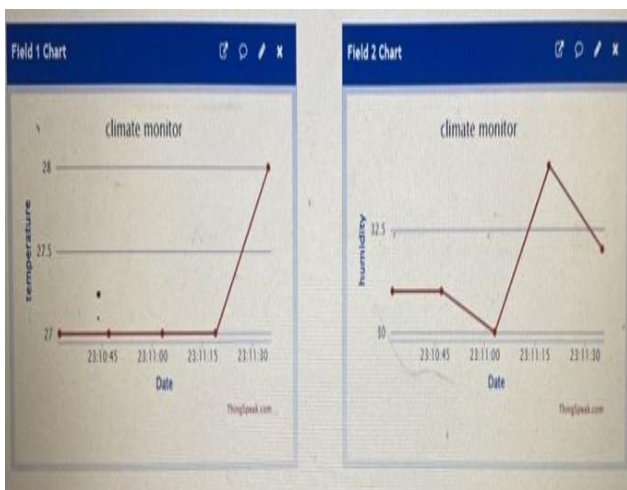 Field 1 Chart
climate monitor
temperature
28
27.5
27
23:10:45 23:11:00 23:11:15 23:11:30
Date
ThingSpeak.com
Field 2 Chart
climate monitor
humidity
32.5
30
23:10:45 23:11:00 23:11:15 23:11:30
Date
ThingSpeak.com